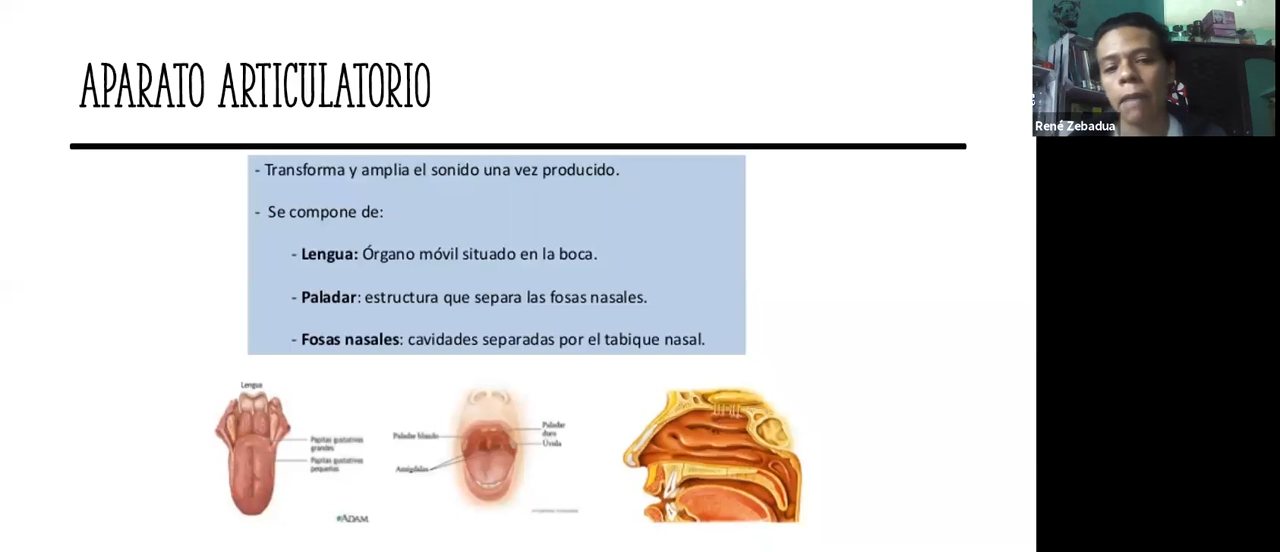 APARATO ARTICULATORIO
René Zebadua
- Transforma y amplia el sonido una vez producido.
- Se compone de:
- Lengua: Órgano móvil situado en la boca.
- Paladar: estructura que separa las fosas nasales.
- Fosas nasales: cavidades separadas por el tabique nasal.
Lengua
Papilas gustativas
grandes
Papilas gustativas
pequeñas
ADAM
Paladar blando
Amígdalas
Paladar
duro
Úvula